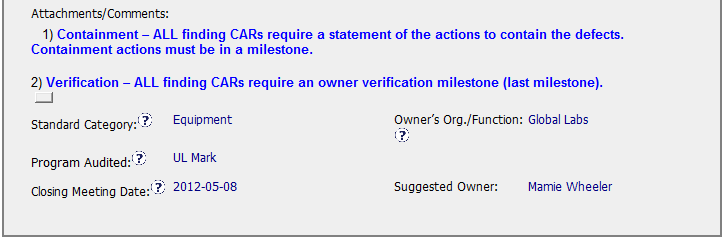 Attachments/Comments:
1) Containment – ALL finding CARs require a statement of the actions to contain the defects.
Containment actions must be in a milestone.
2) Verification – ALL finding CARs require an owner verification milestone (last milestone).
Standard Category:? Equipment Owner's Org./Function: Global Labs
?
Program Audited:? UL Mark
Closing Meeting Date:? 2012-05-08 Suggested Owner: Mamie Wheeler